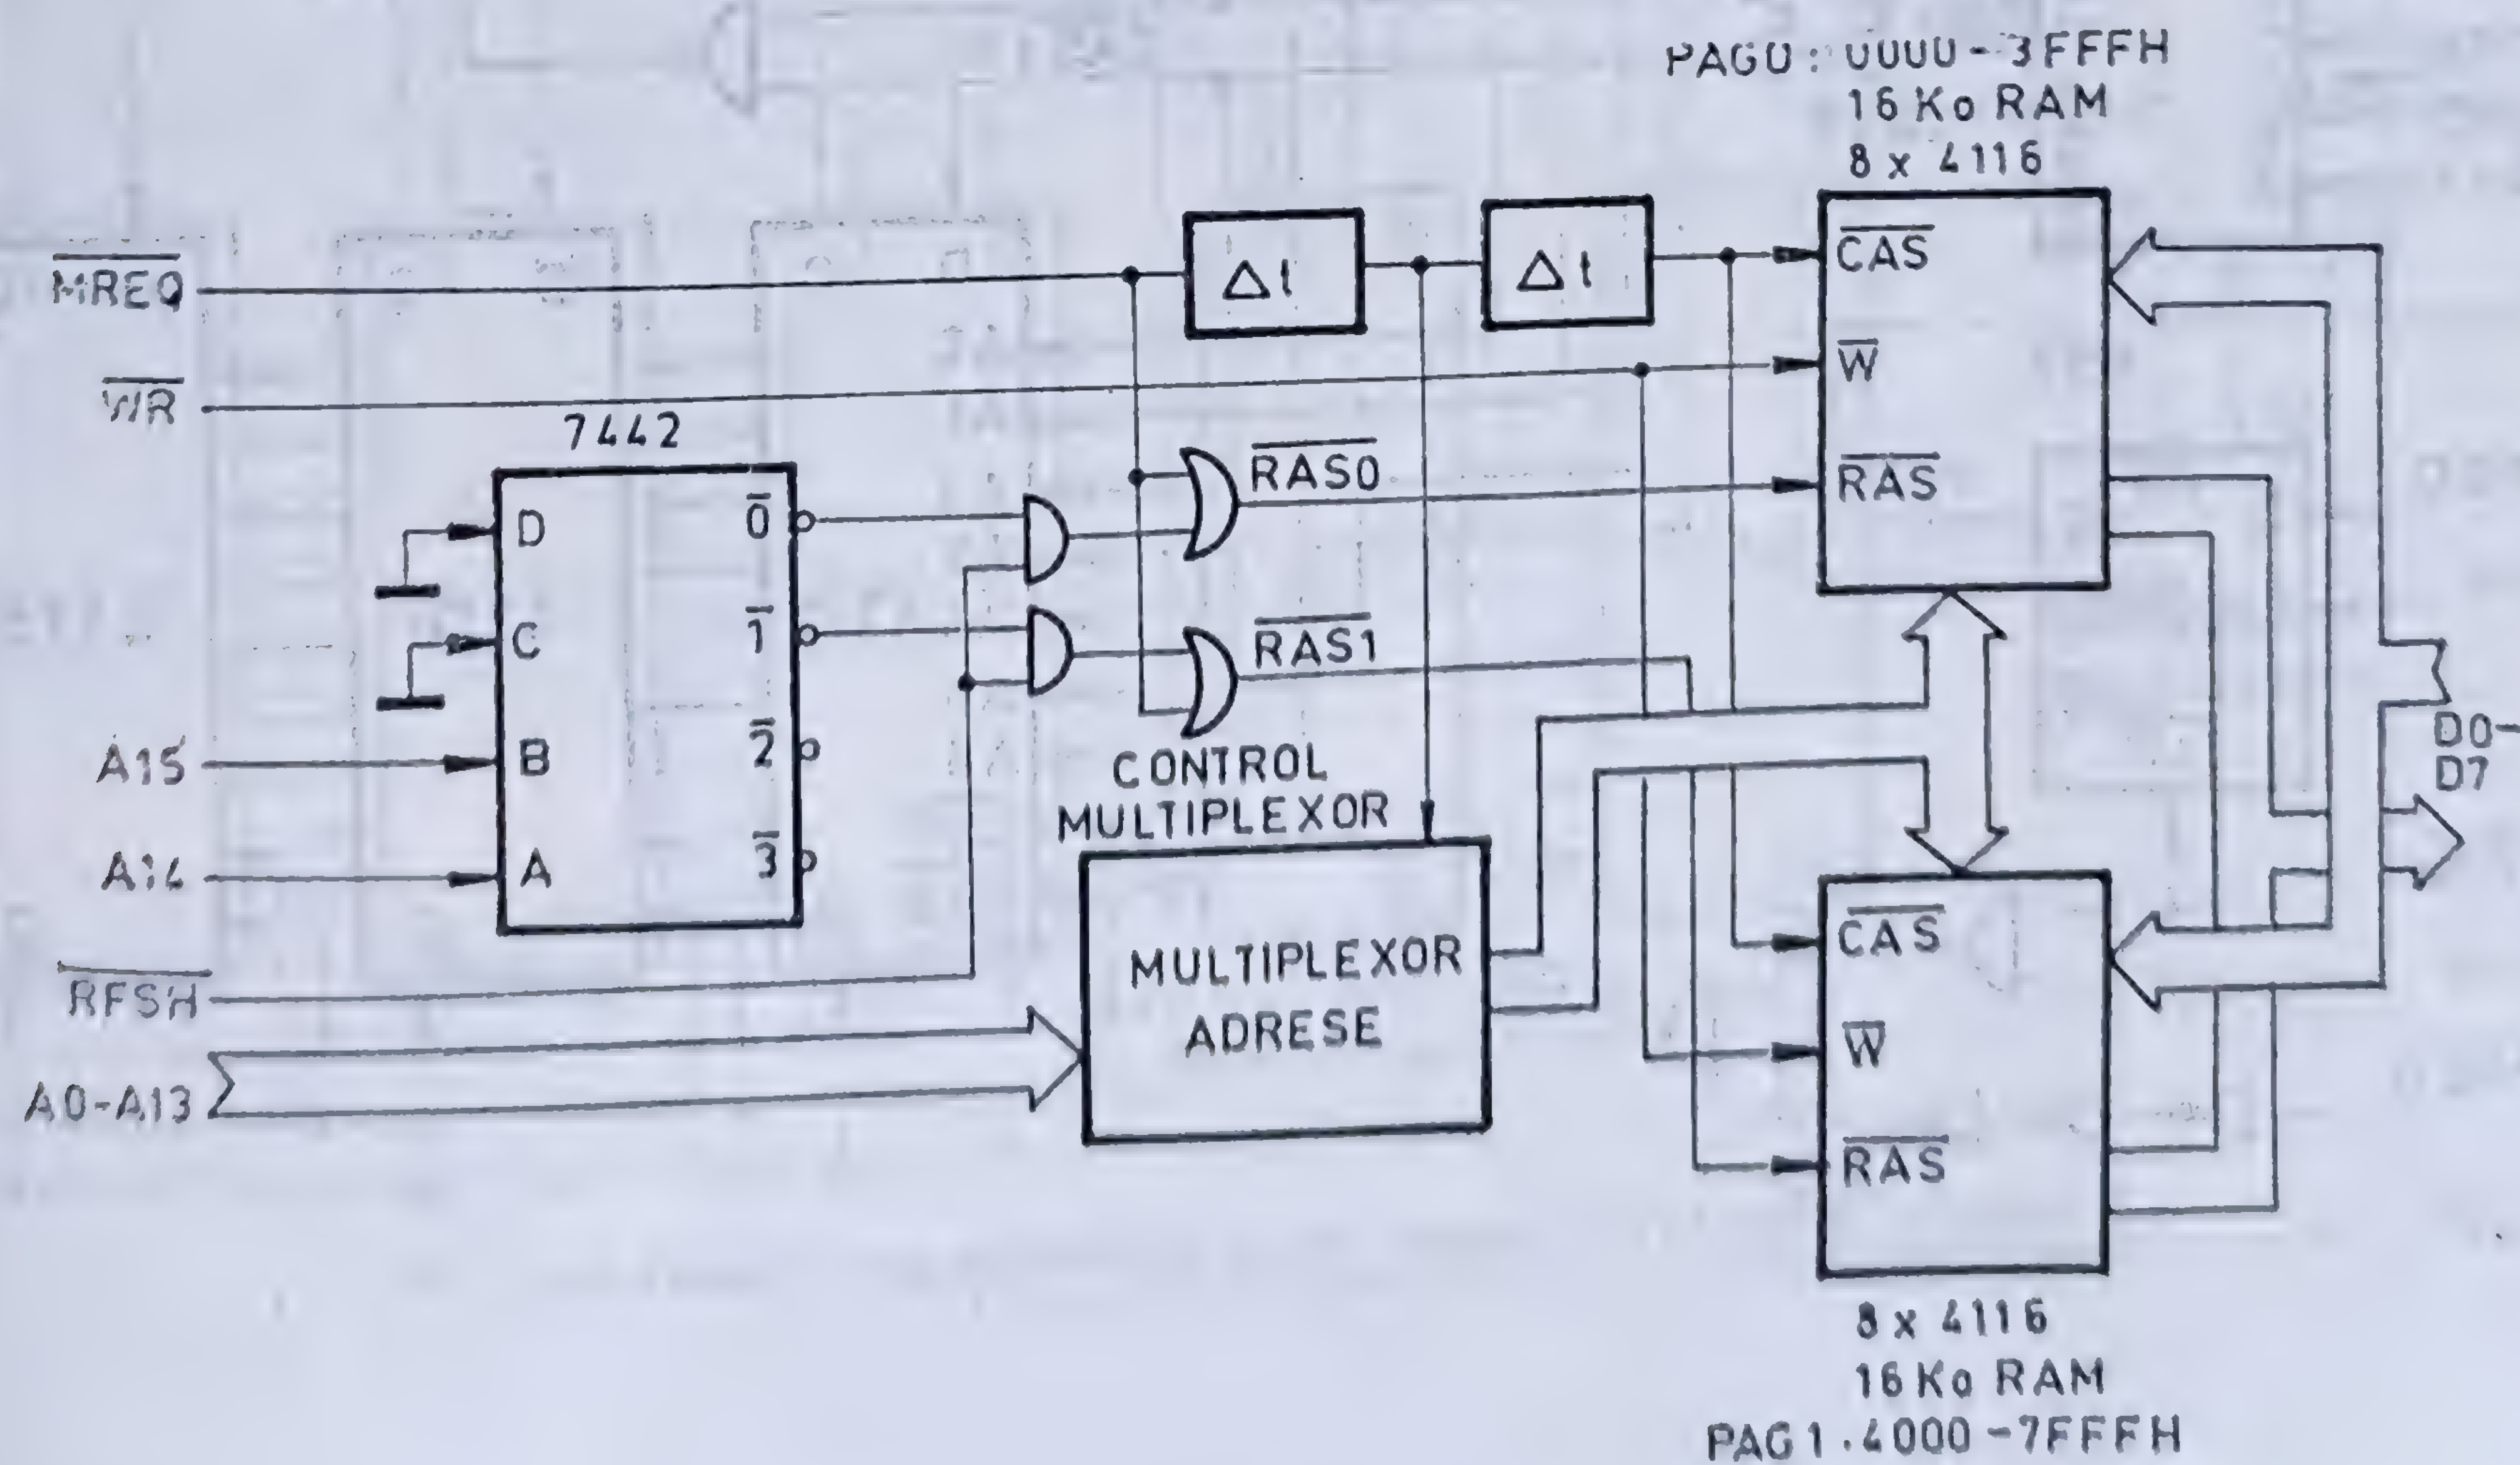 PAG0: 0000-3FFFH
16 Ko RAM
8 x 4116
MREQ
Δt
Δt
CAS
WR
W
7442
RAS0
RAS
D
0
C
1
RAS1
A15
B
2
A14
A
3
CONTROL
MULTIPLEXOR
D0-
D7
MULTIPLEXOR
ADRESE
CAS
RFSH
W
A0-A13
RAS
8 x 4116
16 Ko RAM
PAG1.4000-7FFFH